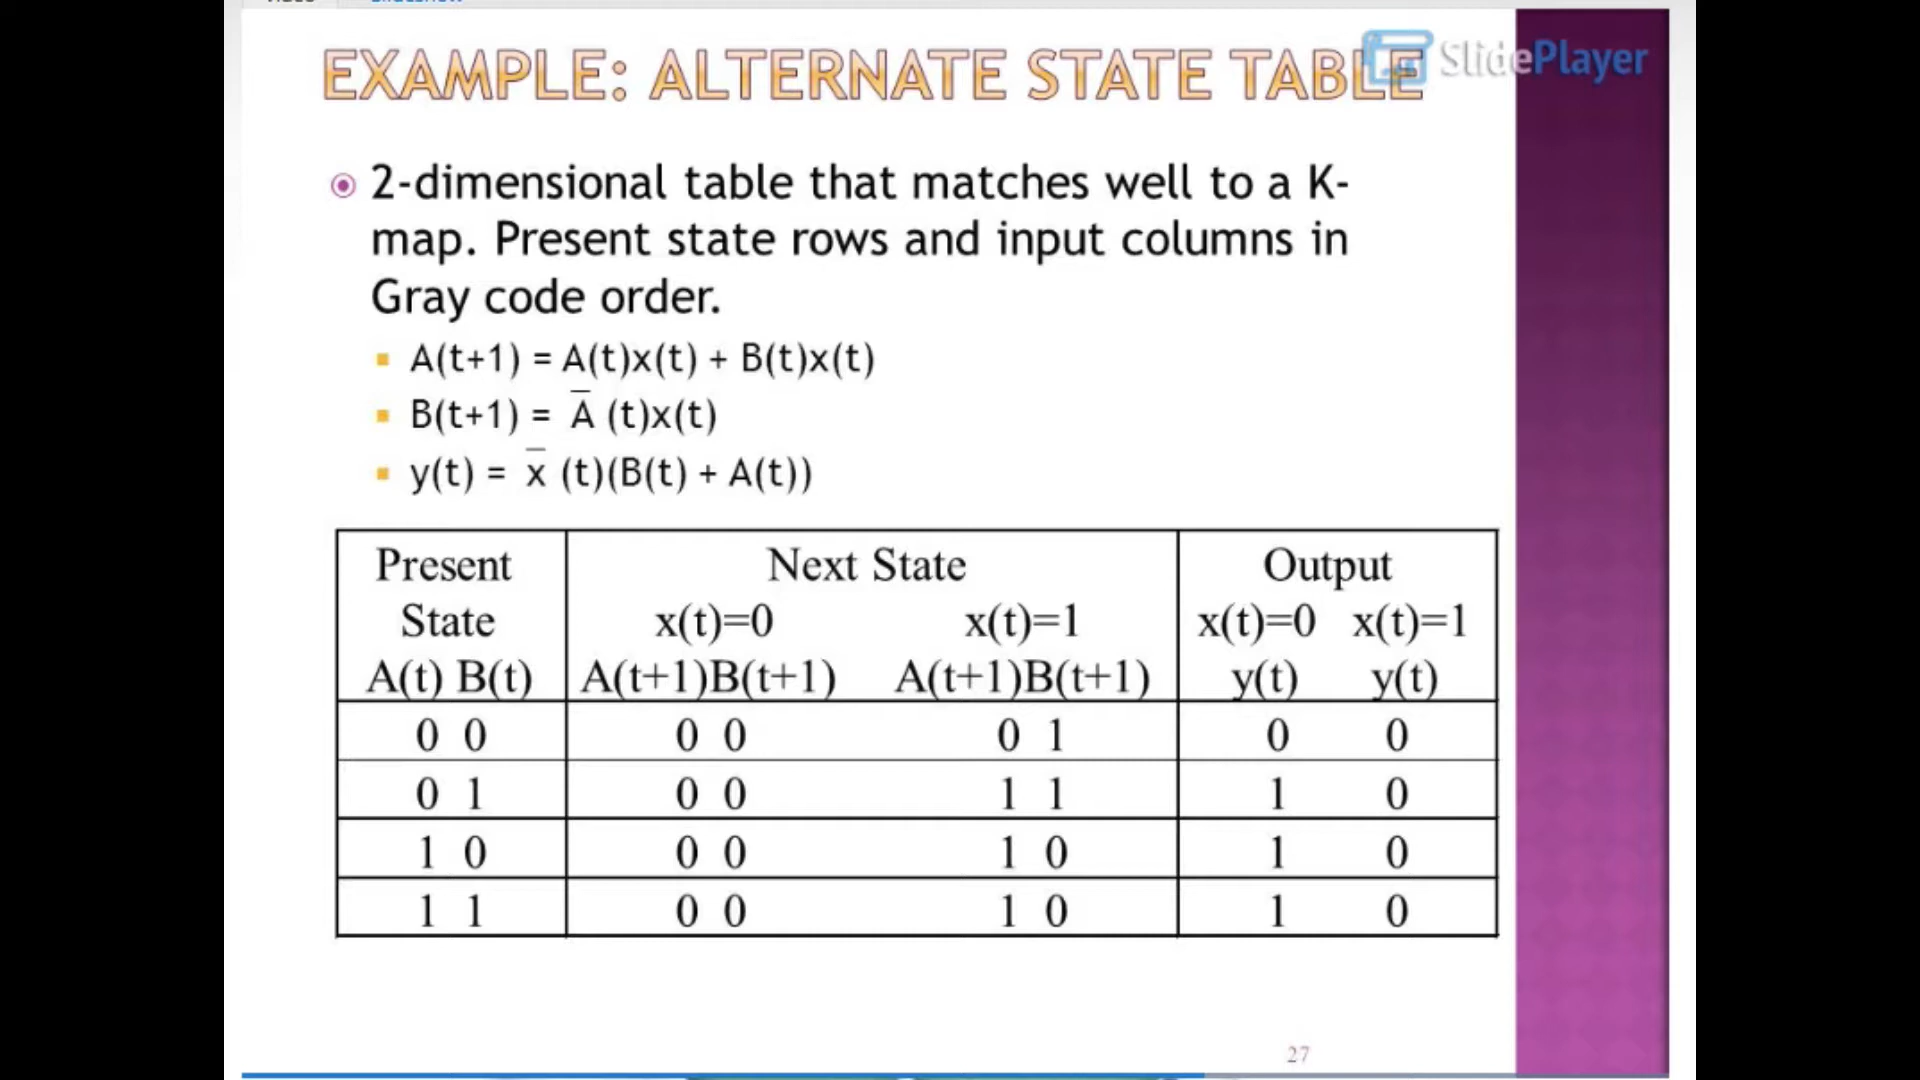 EXAMPLE: ALTERNATE STATE TABLE
SlidePlayer
2-dimensional table that matches well to a K-
map. Present state rows and input columns in
Gray code order.
A(t+1) = A(t)x(t) + B(t)x(t)
B(t+1) = A̅ (t)x(t)
y(t) = x̅ (t)(B(t) + A(t))
Present Next State Output
State x(t)=0 x(t)=1 x(t)=0 x(t)=1
A(t) B(t) A(t+1)B(t+1) A(t+1)B(t+1) y(t) y(t)
0 0 0 0 0 1 0 0
0 1 0 0 1 1 1 0
1 0 0 0 1 0 1 0
1 1 0 0 1 0 1 0
27